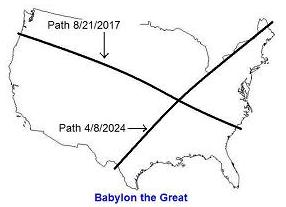 Path 8/21/2017
Path 4/8/2024
Babylon the Great